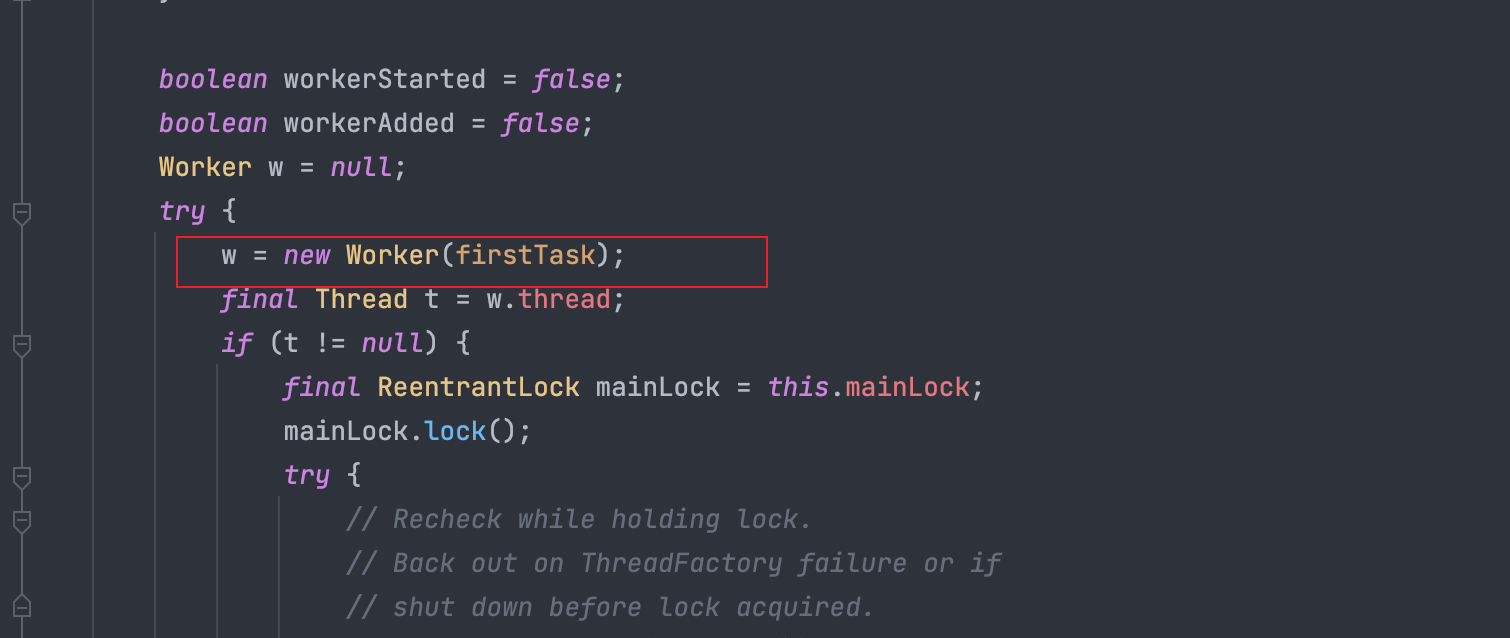 boolean workerStarted = false;
boolean workerAdded = false;
Worker w = null;
try {
w = new Worker(firstTask);
final Thread t = w.thread;
if (t != null) {
final ReentrantLock mainLock = this.mainLock;
mainLock.lock();
try {
// Recheck while holding lock.
// Back out on ThreadFactory failure or if
// shut down before lock acquired.